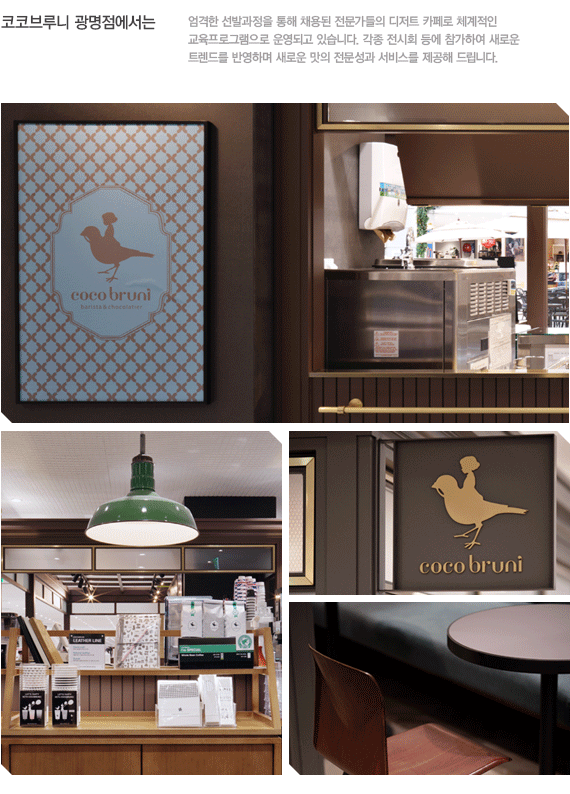 코코브루니 광명점에서는
엄격한 선발과정을 통해 채용된 전문가들의 디저트 카페로 체계적인
교육프로그램으로 운영되고 있습니다. 각종 전시회 등에 참가하여 새로운
트렌드를 반영하며 새로운 맛의 전문성과 서비스를 제공해 드립니다.
coco bruni
barista & chocolatier
coco bruni
LEATHER LINE